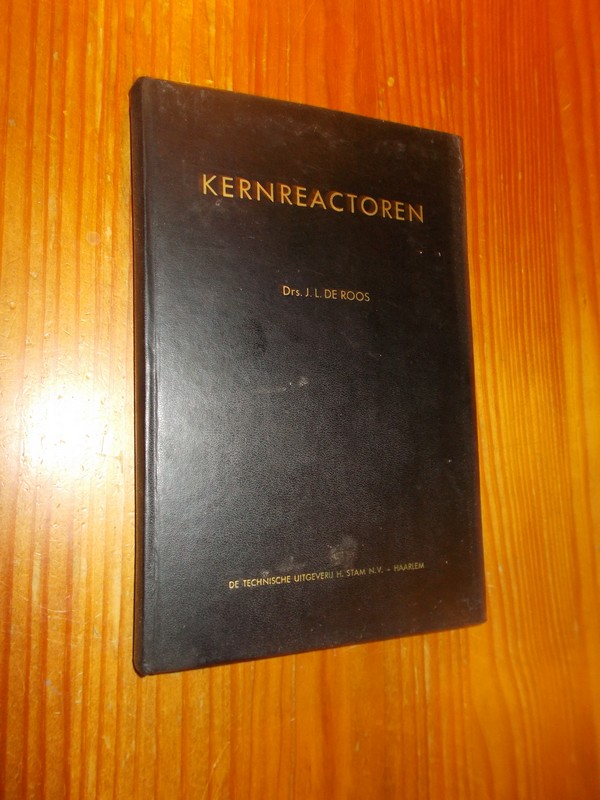 KERNREACTOREN
Drs. J. L. DE ROOS
DE TECHNISCHE UITGEVERIJ H. STAM N.V. – HAARLEM